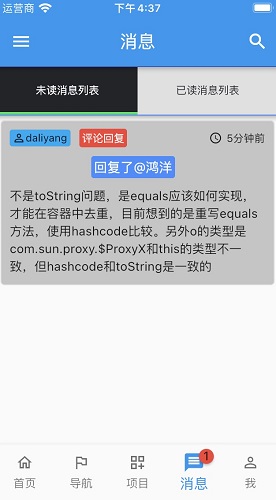 运营商 下午 4:37
消息
未读消息列表 已读消息列表
daliyang 评论回复 5分钟前
回复了@鸿洋
不是toString问题，是equals应该如何实现，
才能在容器中去重，目前想到的是重写equals
方法，使用hashcode比较。另外o的类型是
com.sun.proxy.$ProxyX和this的类型不一
致，但hashcode和toString是一致的
1
首页 导航 项目 消息 我